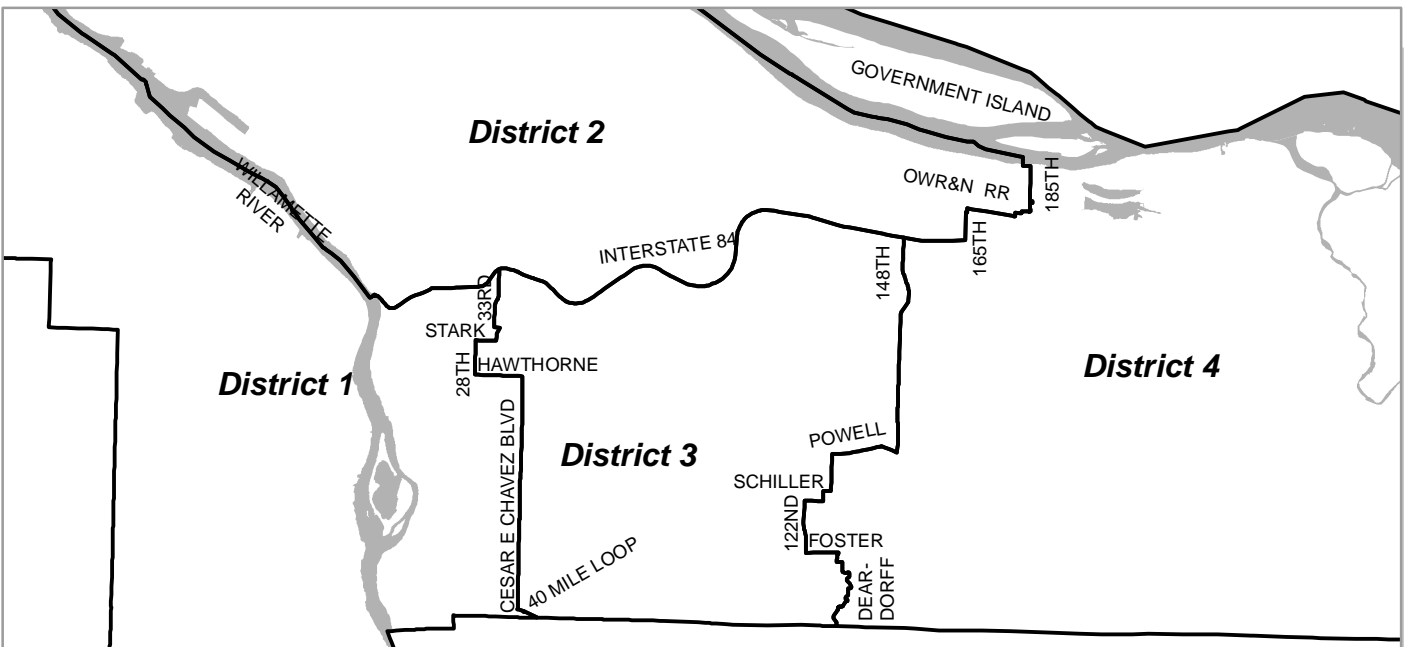 GOVERNMENT ISLAND
District 2
WILLAMETTE
RIVER
OWR&N RR
185TH
INTERSTATE 84
165TH
148TH
33RD
STARK
28TH
HAWTHORNE
District 1
District 4
CESAR E CHAVEZ BLVD
District 3
POWELL
SCHILLER
122ND
FOSTER
40 MILE LOOP
DEAR-
DORFF